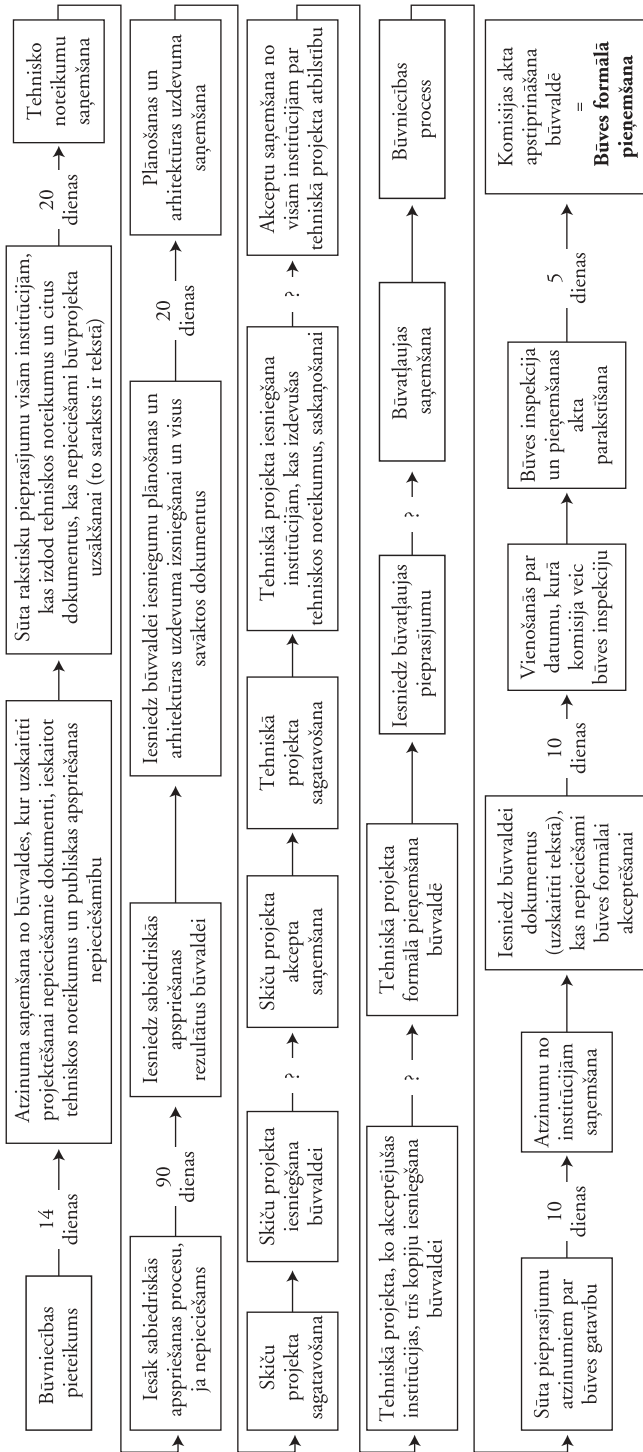 Būvniecības
pieteikums
14
dienas
Atzinuma saņemšana no būvvaldes, kur uzskaitīti
projektēšanai nepieciešamie dokumenti, ieskaitot
tehniskos noteikumus un publiskas apspriešanas
nepieciešamību
Sūta rakstisku pieprasījumu visām institūcijām,
kas izdod tehniskos noteikumus un citus
dokumentus, kas nepieciešami būvprojekta
uzsākšanai (to saraksts ir tekstā)
20
dienas
Tehnisko
noteikumu
saņemšana
Iesāk sabiedriskās
apspriešanas procesu,
ja nepieciešams
90
dienas
Iesniedz sabiedriskās
apspriešanas
rezultātus būvvaldei
Iesniedz būvvaldei iesniegumu plānošanas un
arhitektūras uzdevuma izsniegšanai un visus
savāktos dokumentus
20
dienas
Plānošanas un
arhitektūras uzdevuma
saņemšana
Skiču
projekta
sagatavošana
Skiču projekta
iesniegšana
būvvaldei
?
Skiču projekta
akcepta
saņemšana
Tehniskā
projekta
sagatavošana
Tehniskā projekta iesniegšana
institūcijām, kas izdevušas
tehniskos noteikumus, saskaņošanai
?
Akceptu saņemšana no
visām institūcijām par
tehniskā projekta atbilstību
Tehniskā projekta, ko akceptējušas
institūcijas, trīs kopiju iesniegšana
būvvaldei
?
Tehniskā projekta
formālā pieņemšana
būvvaldē
Iesniedz būvatļaujas
pieprasījumu
?
Būvatļaujas
saņemšana
Būvniecības
process
Sūta pieprasījumu
atzinumiem par
būves gatavību
10
dienas
Atzinumu no
institūcijām
saņemšana
Iesniedz būvvaldei
dokumentus
(uzskaitīti tekstā),
kas nepieciešami
būves formālai
akceptēšanai
10
dienas
Vienošanās par
datumu, kurā
komisija veic
būves inspekciju
Būves inspekcija
un pieņemšanas
akta
parakstīšana
5
dienas
Komisijas akta
apstiprināšana
būvvaldē
=
Būves formālā
pieņemšana